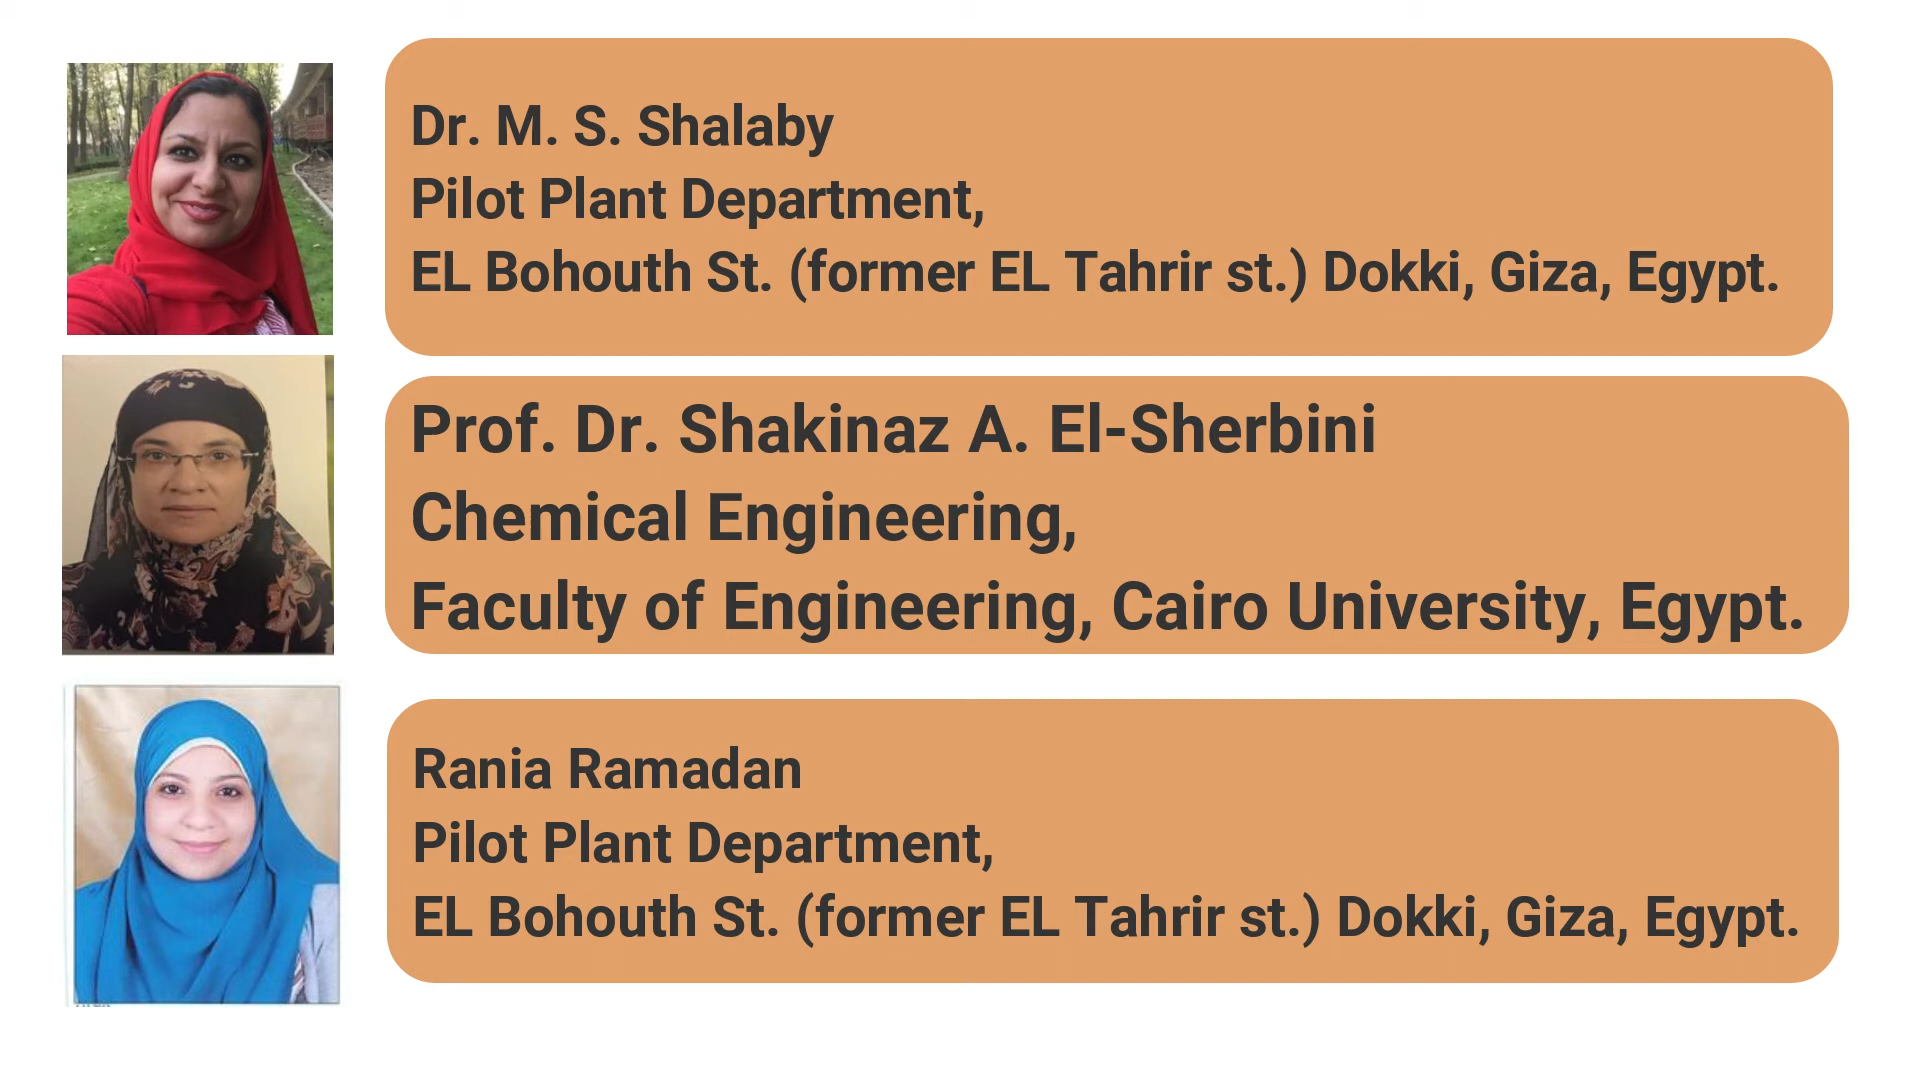 Dr. M. S. Shalaby
Pilot Plant Department,
EL Bohouth St. (former EL Tahrir st.) Dokki, Giza, Egypt.
Prof. Dr. Shakinaz A. El-Sherbini
Chemical Engineering,
Faculty of Engineering, Cairo University, Egypt.
Rania Ramadan
Pilot Plant Department,
EL Bohouth St. (former EL Tahrir st.) Dokki, Giza, Egypt.